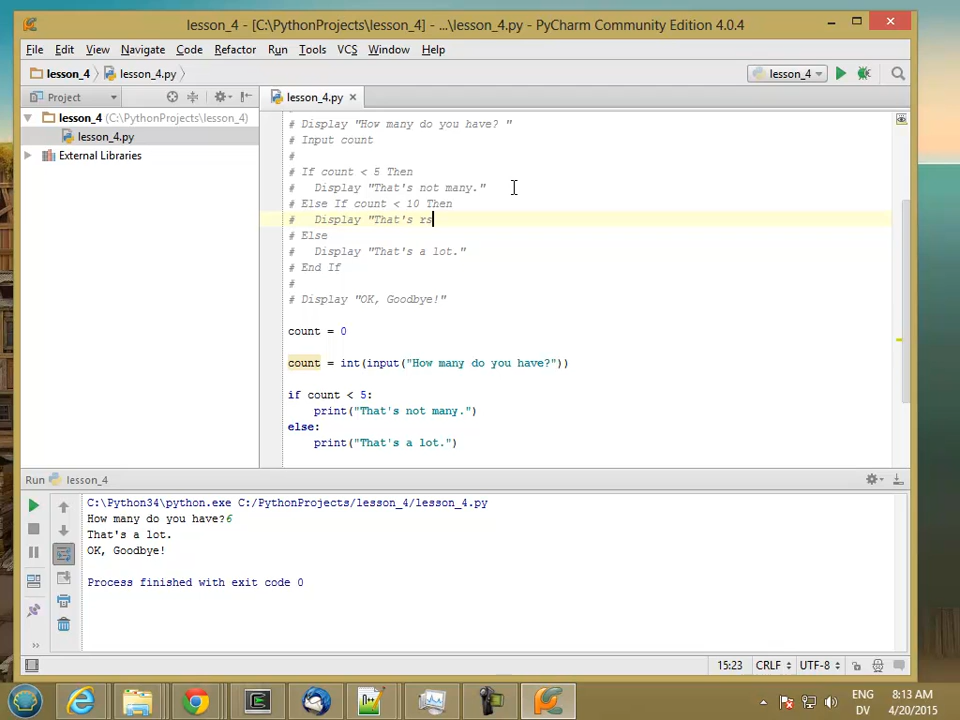 lesson_4 - [C:\PythonProjects\lesson_4] - ...\lesson_4.py - PyCharm Community Edition 4.0.4
File Edit View Navigate Code Refactor Run Tools VCS Window Help
lesson_4 lesson_4.py lesson_4
Project lesson_4.py
lesson_4 (C:\PythonProjects\lesson_4)
lesson_4.py
External Libraries
# Display "How many do you have? "
# Input count
#
# If count < 5 Then
#   Display "That's not many."
# Else If count < 10 Then
#   Display "That's rs
# Else
#   Display "That's a lot."
# End If
#
# Display "OK, Goodbye!"
count = 0
count = int(input("How many do you have?"))
if count < 5:
    print("That's not many.")
else:
    print("That's a lot.")
Run lesson_4
C:\Python34\python.exe C:/PythonProjects/lesson_4/lesson_4.py
How many do you have?6
That's a lot.
OK, Goodbye!
Process finished with exit code 0
15:23 CRLF UTF-8
ENG 8:13 AM
DV 4/20/2015